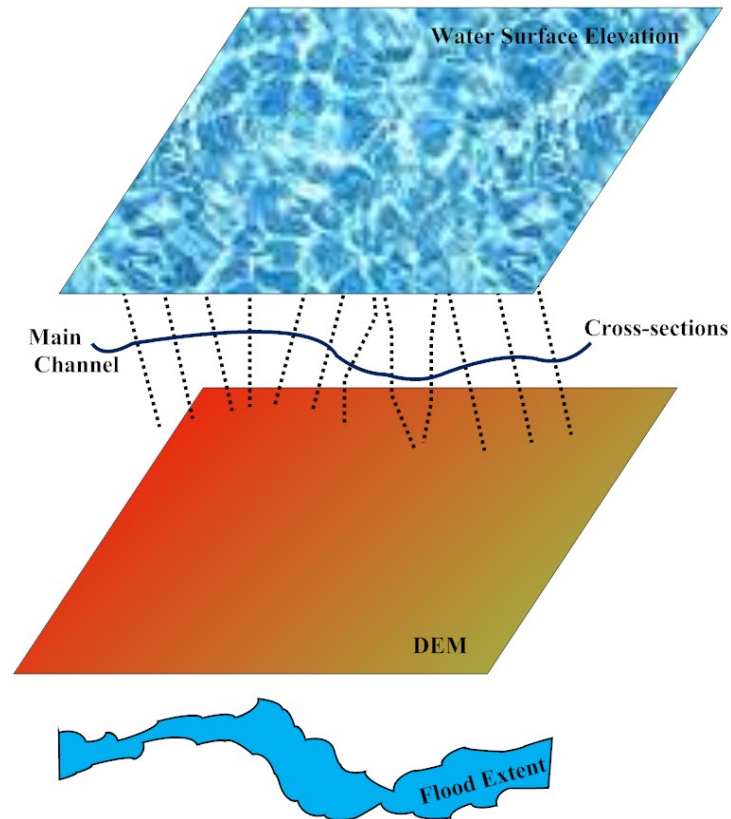 Water Surface Elevation
Main
Channel
Cross-sections
DEM
Flood Extent